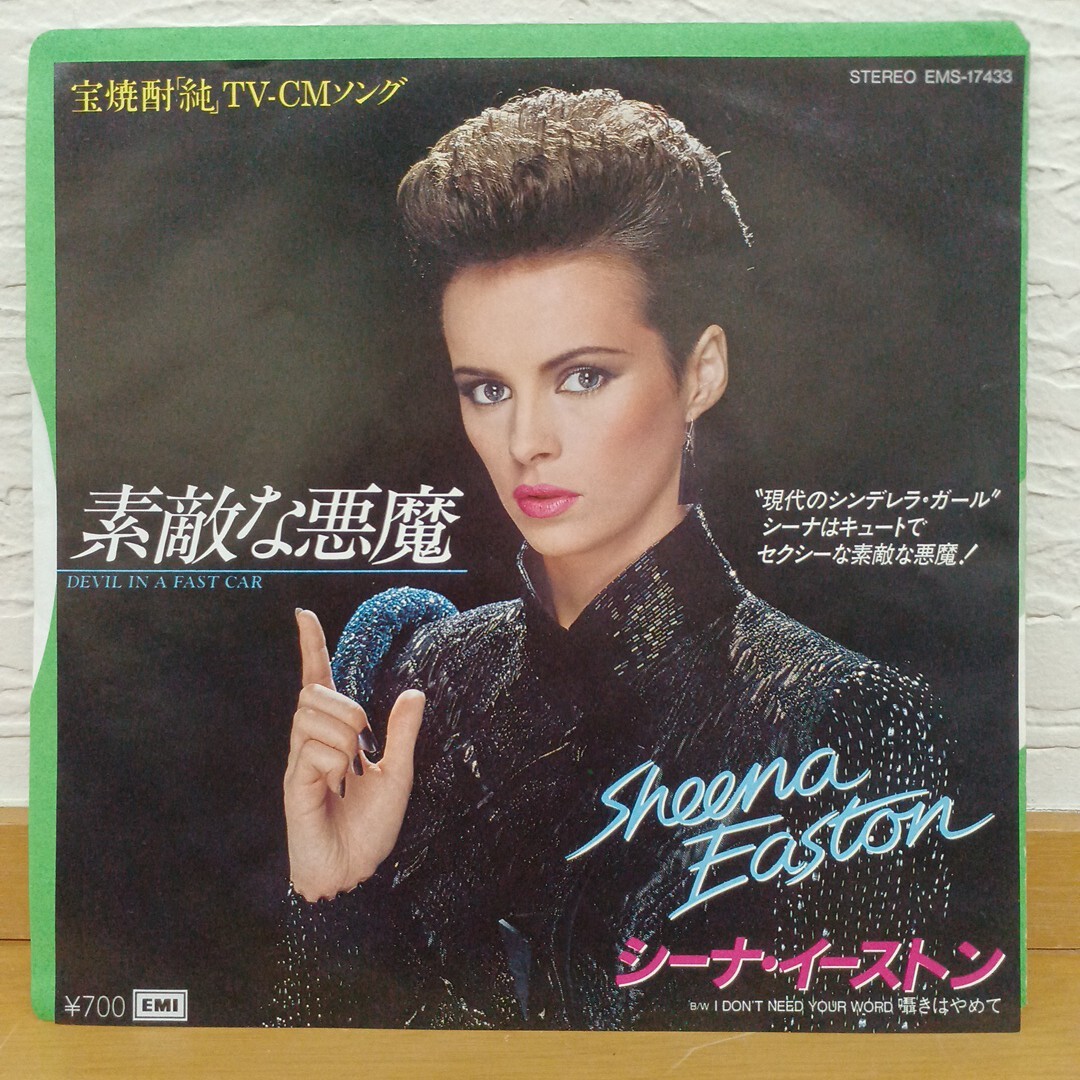 宝焼酎「純」TV-CMソング
STEREO EMS-17433
素敵な悪魔
DEVIL IN A FAST CAR
"現代のシンデレラ・ガール"
シーナはキュートで
セクシーな素敵な悪魔!
Sheena
Easton
シーナ・イーストン
B/W I DON'T NEED YOUR WORD 囁きはやめて
¥700 EMI